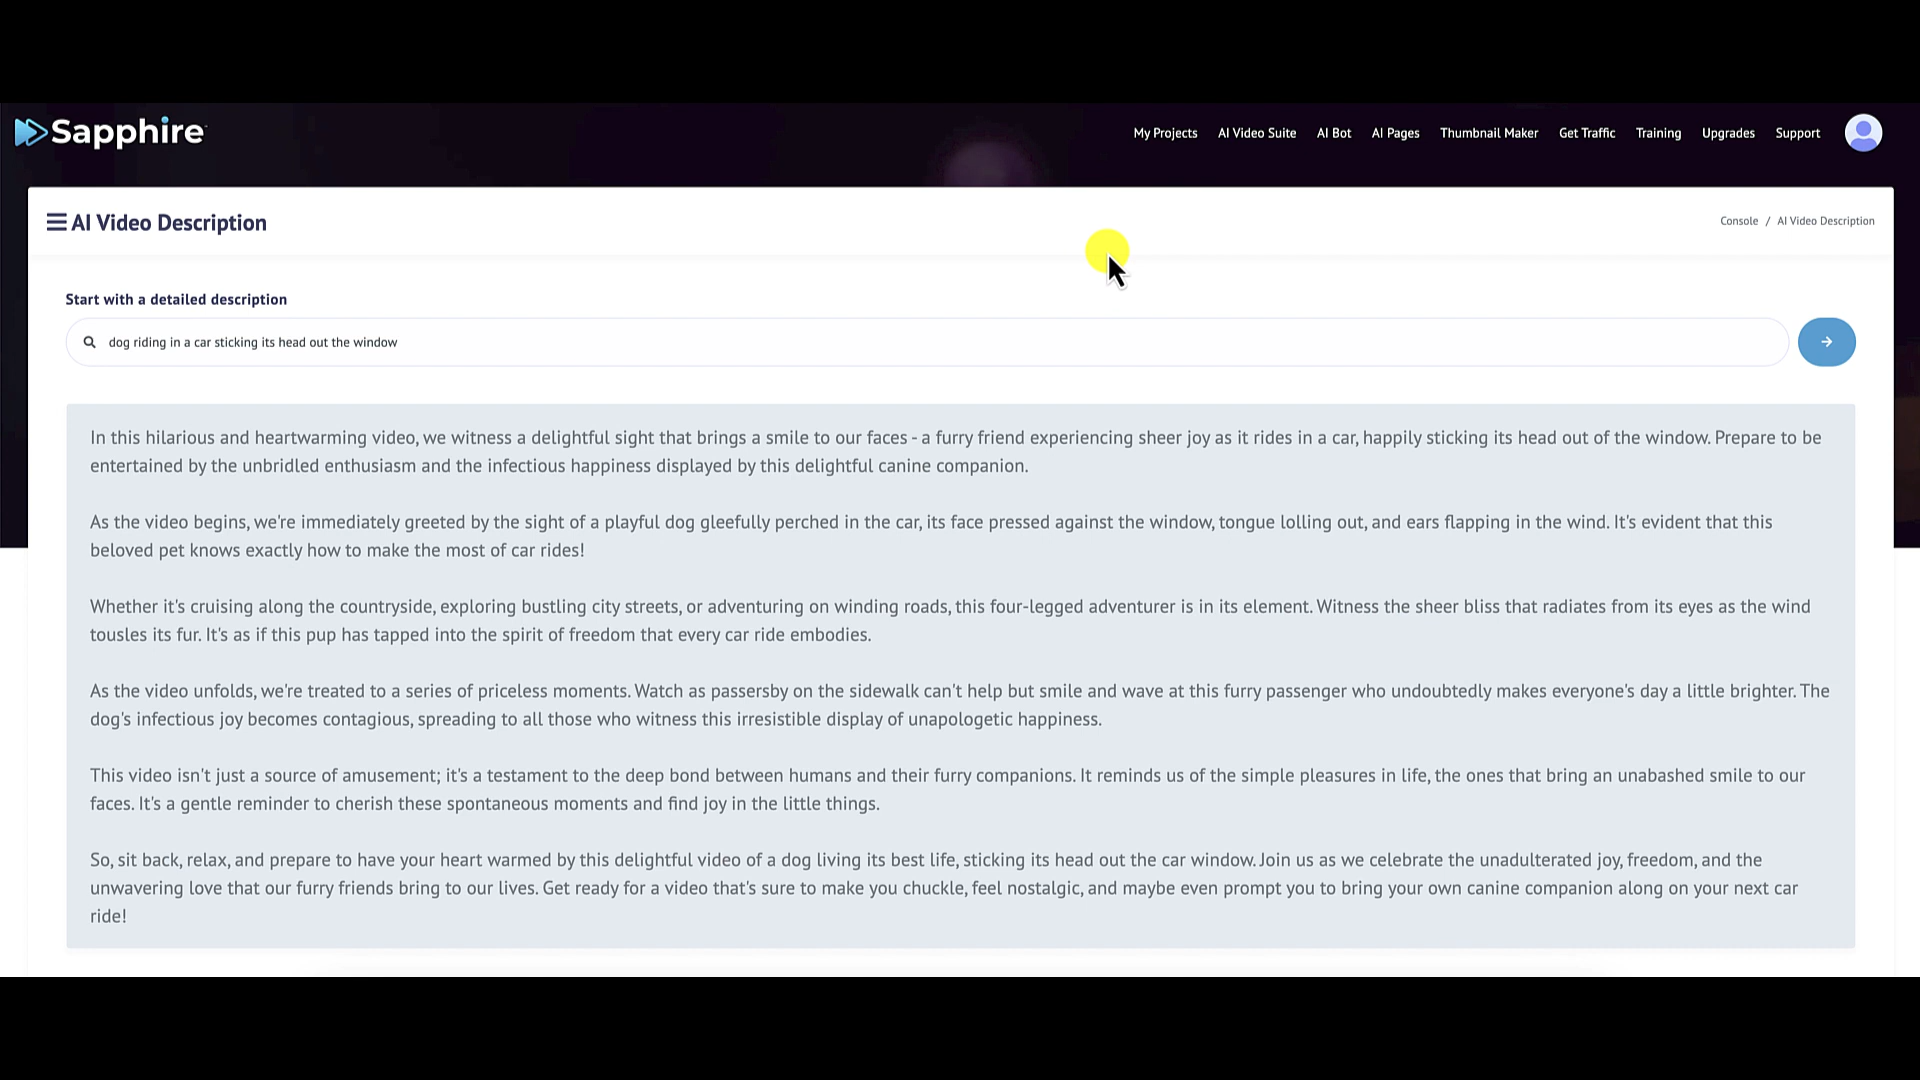 Sapphire
My Projects AI Video Suite AI Bot AI Pages Thumbnail Maker Get Traffic Training Upgrades Support
AI Video Description
Console / AI Video Description
Start with a detailed description
dog riding in a car sticking its head out the window
In this hilarious and heartwarming video, we witness a delightful sight that brings a smile to our faces - a furry friend experiencing sheer joy as it rides in a car, happily sticking its head out of the window. Prepare to be
entertained by the unbridled enthusiasm and the infectious happiness displayed by this delightful canine companion.
As the video begins, we're immediately greeted by the sight of a playful dog gleefully perched in the car, its face pressed against the window, tongue lolling out, and ears flapping in the wind. It's evident that this
beloved pet knows exactly how to make the most of car rides!
Whether it's cruising along the countryside, exploring bustling city streets, or adventuring on winding roads, this four-legged adventurer is in its element. Witness the sheer bliss that radiates from its eyes as the wind
tousles its fur. It's as if this pup has tapped into the spirit of freedom that every car ride embodies.
As the video unfolds, we're treated to a series of priceless moments. Watch as passersby on the sidewalk can't help but smile and wave at this furry passenger who undoubtedly makes everyone's day a little brighter. The
dog's infectious joy becomes contagious, spreading to all those who witness this irresistible display of unapologetic happiness.
This video isn't just a source of amusement; it's a testament to the deep bond between humans and their furry companions. It reminds us of the simple pleasures in life, the ones that bring an unabashed smile to our
faces. It's a gentle reminder to cherish these spontaneous moments and find joy in the little things.
So, sit back, relax, and prepare to have your heart warmed by this delightful video of a dog living its best life, sticking its head out the car window. Join us as we celebrate the unadulterated joy, freedom, and the
unwavering love that our furry friends bring to our lives. Get ready for a video that's sure to make you chuckle, feel nostalgic, and maybe even prompt you to bring your own canine companion along on your next car
ride!